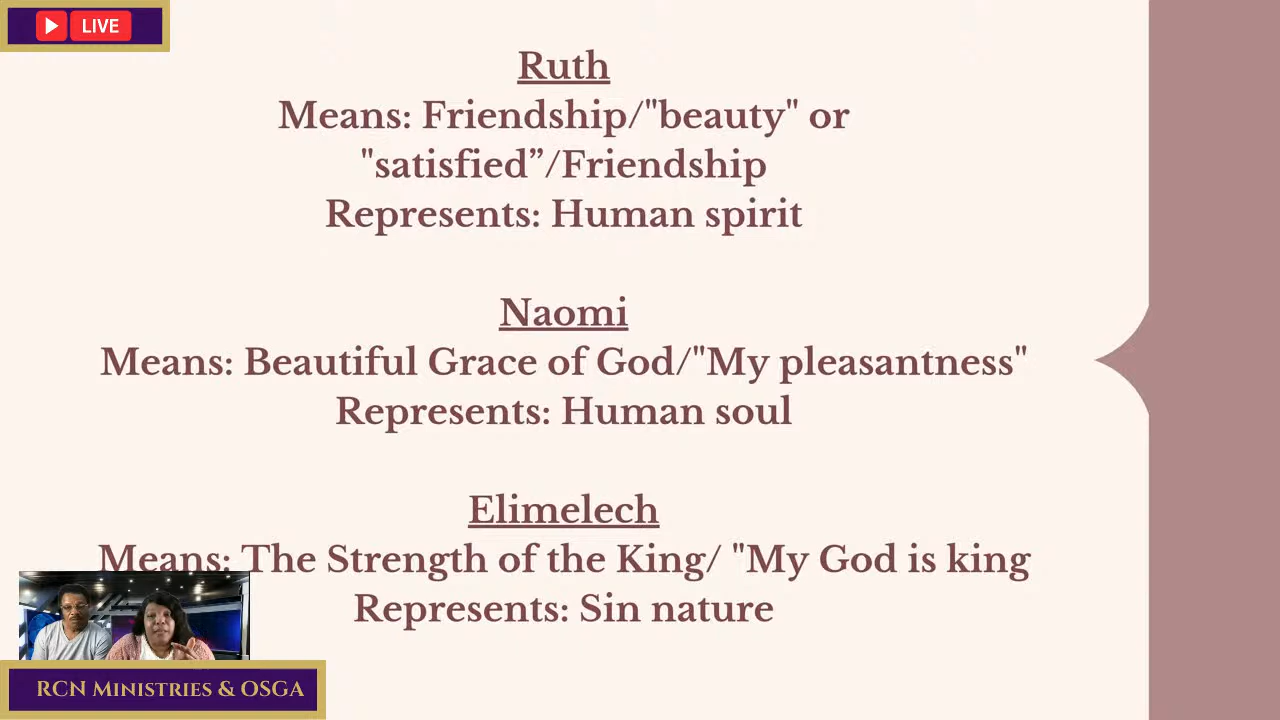 LIVE
Ruth
Means: Friendship/"beauty" or
"satisfied”/Friendship
Represents: Human spirit
Naomi
Means: Beautiful Grace of God/"My pleasantness"
Represents: Human soul
Elimelech
Means: The Strength of the King/ "My God is king
Represents: Sin nature
RCN Ministries & OSGA